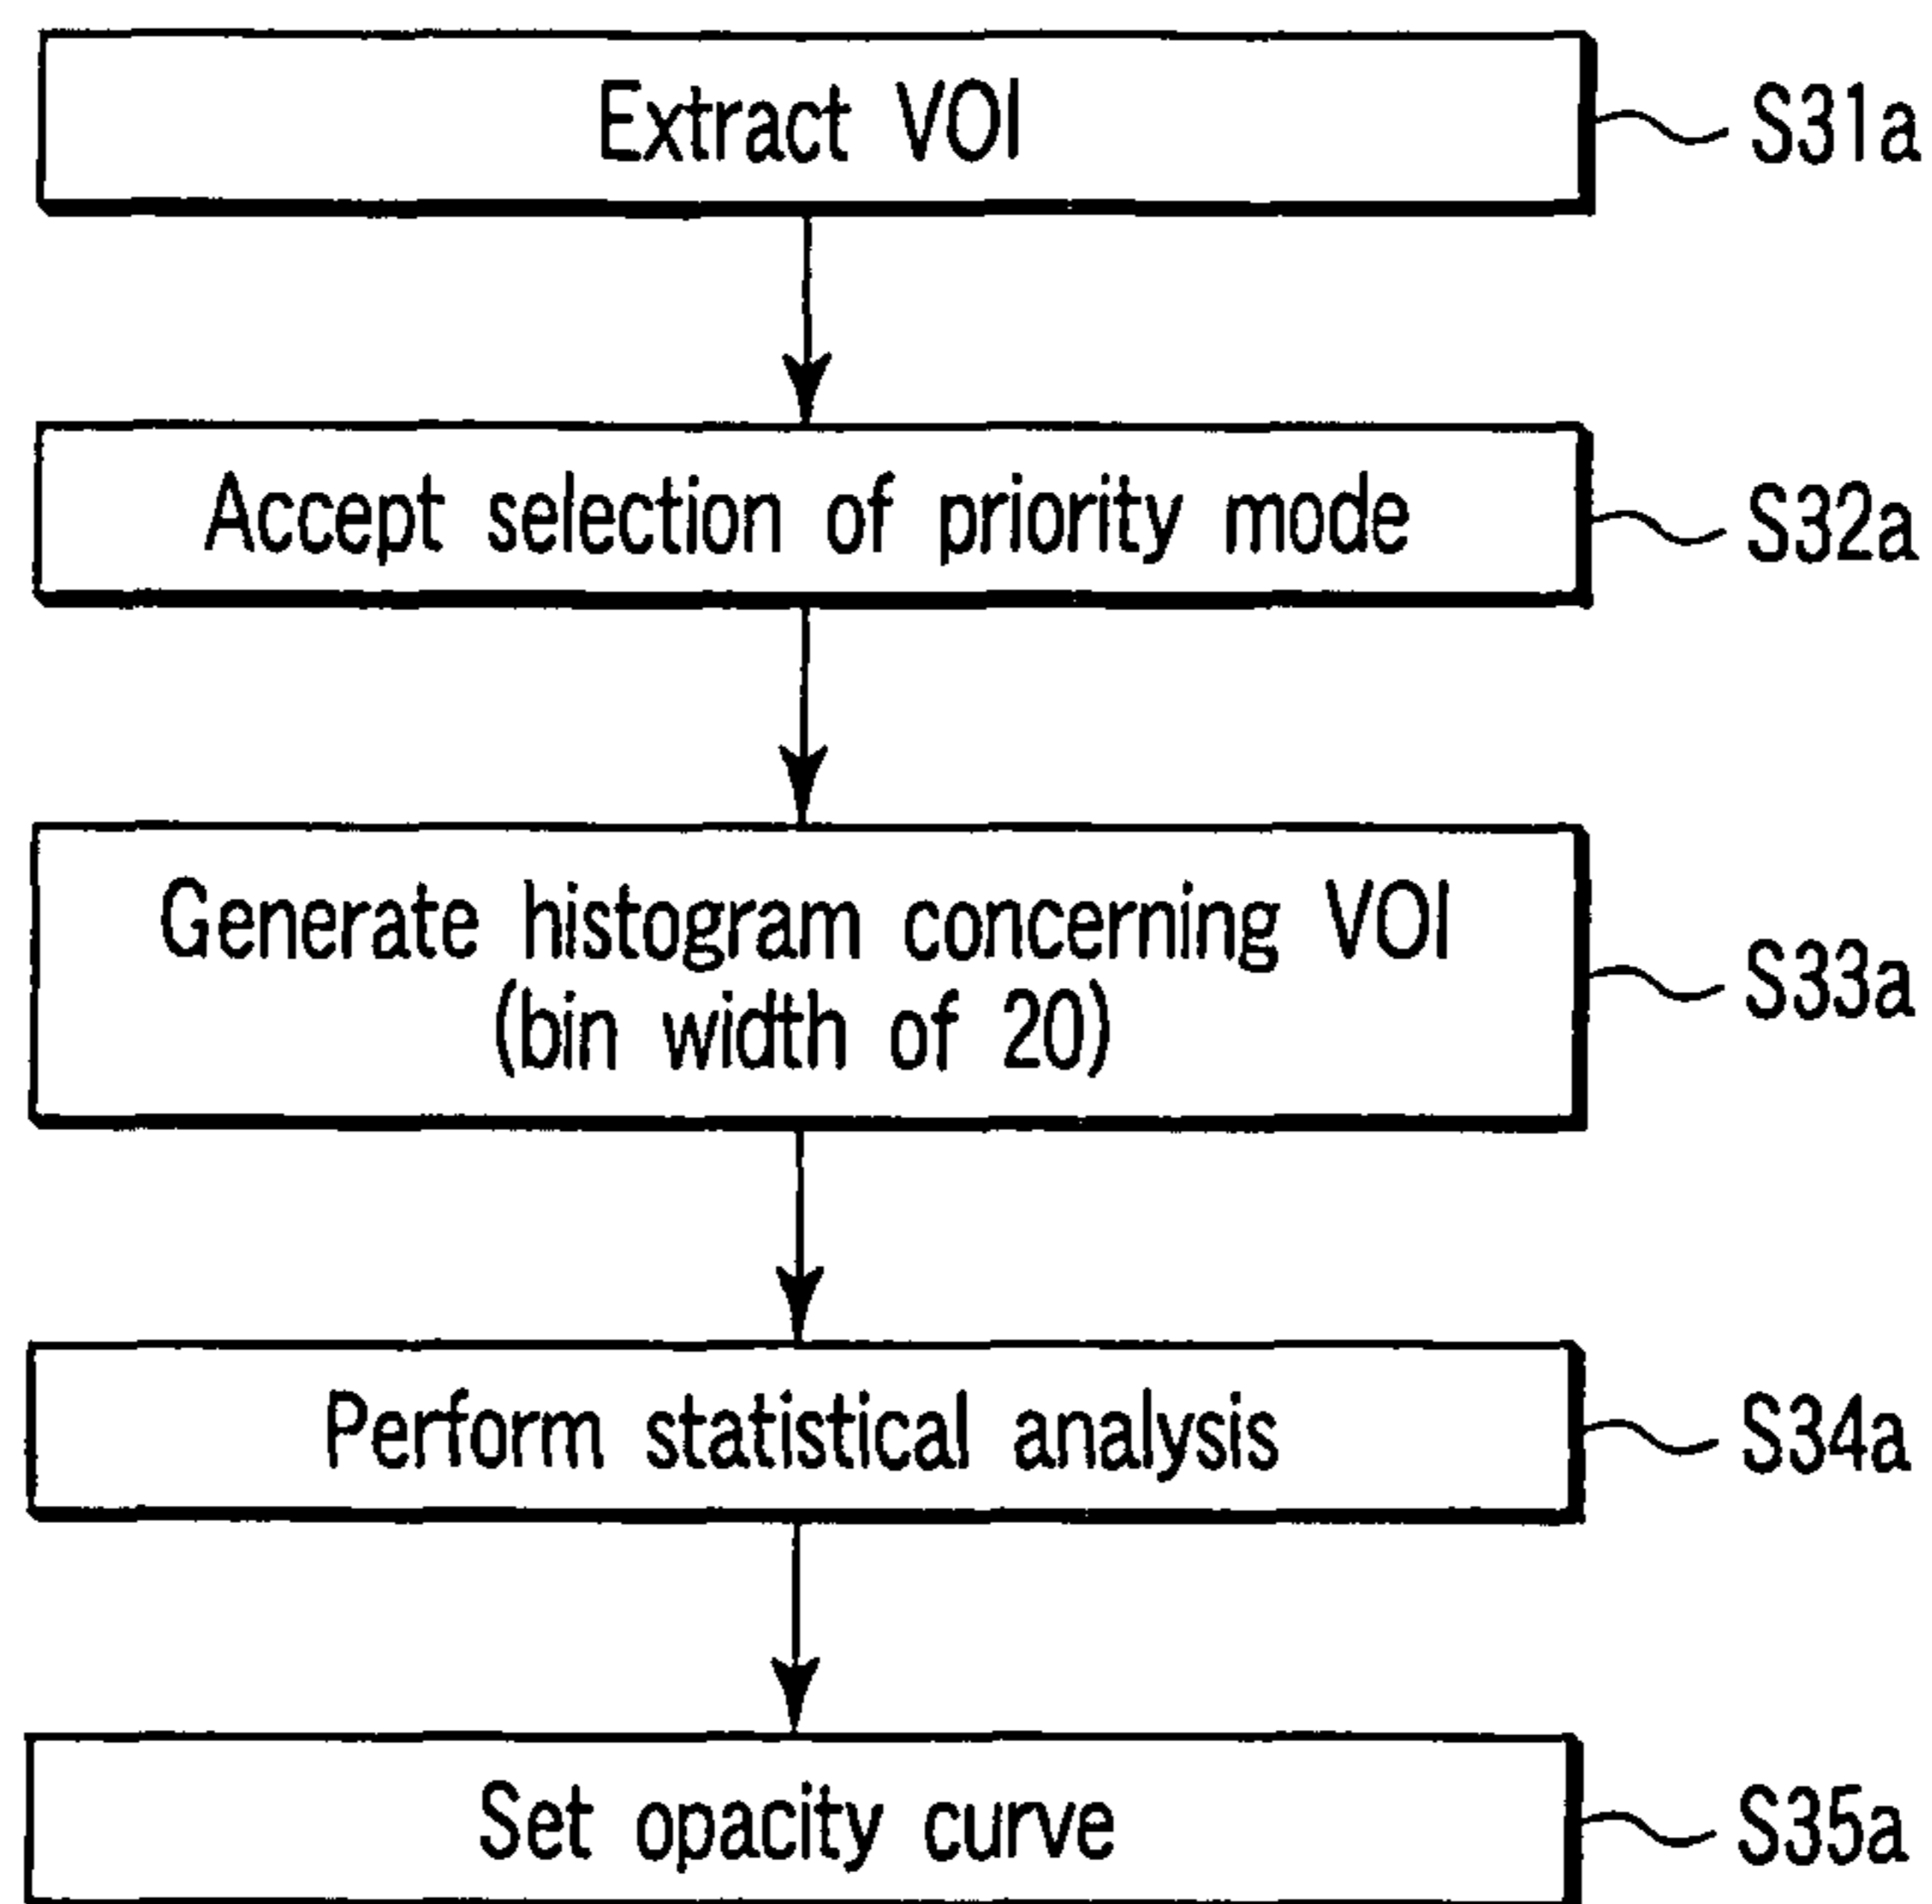 Extract VOI
S31a
Accept selection of priority mode
S32a
Generate histogram concerning VOI
(bin width of 20)
S33a
Perform statistical analysis
S34a
Set opacity curve
S35a